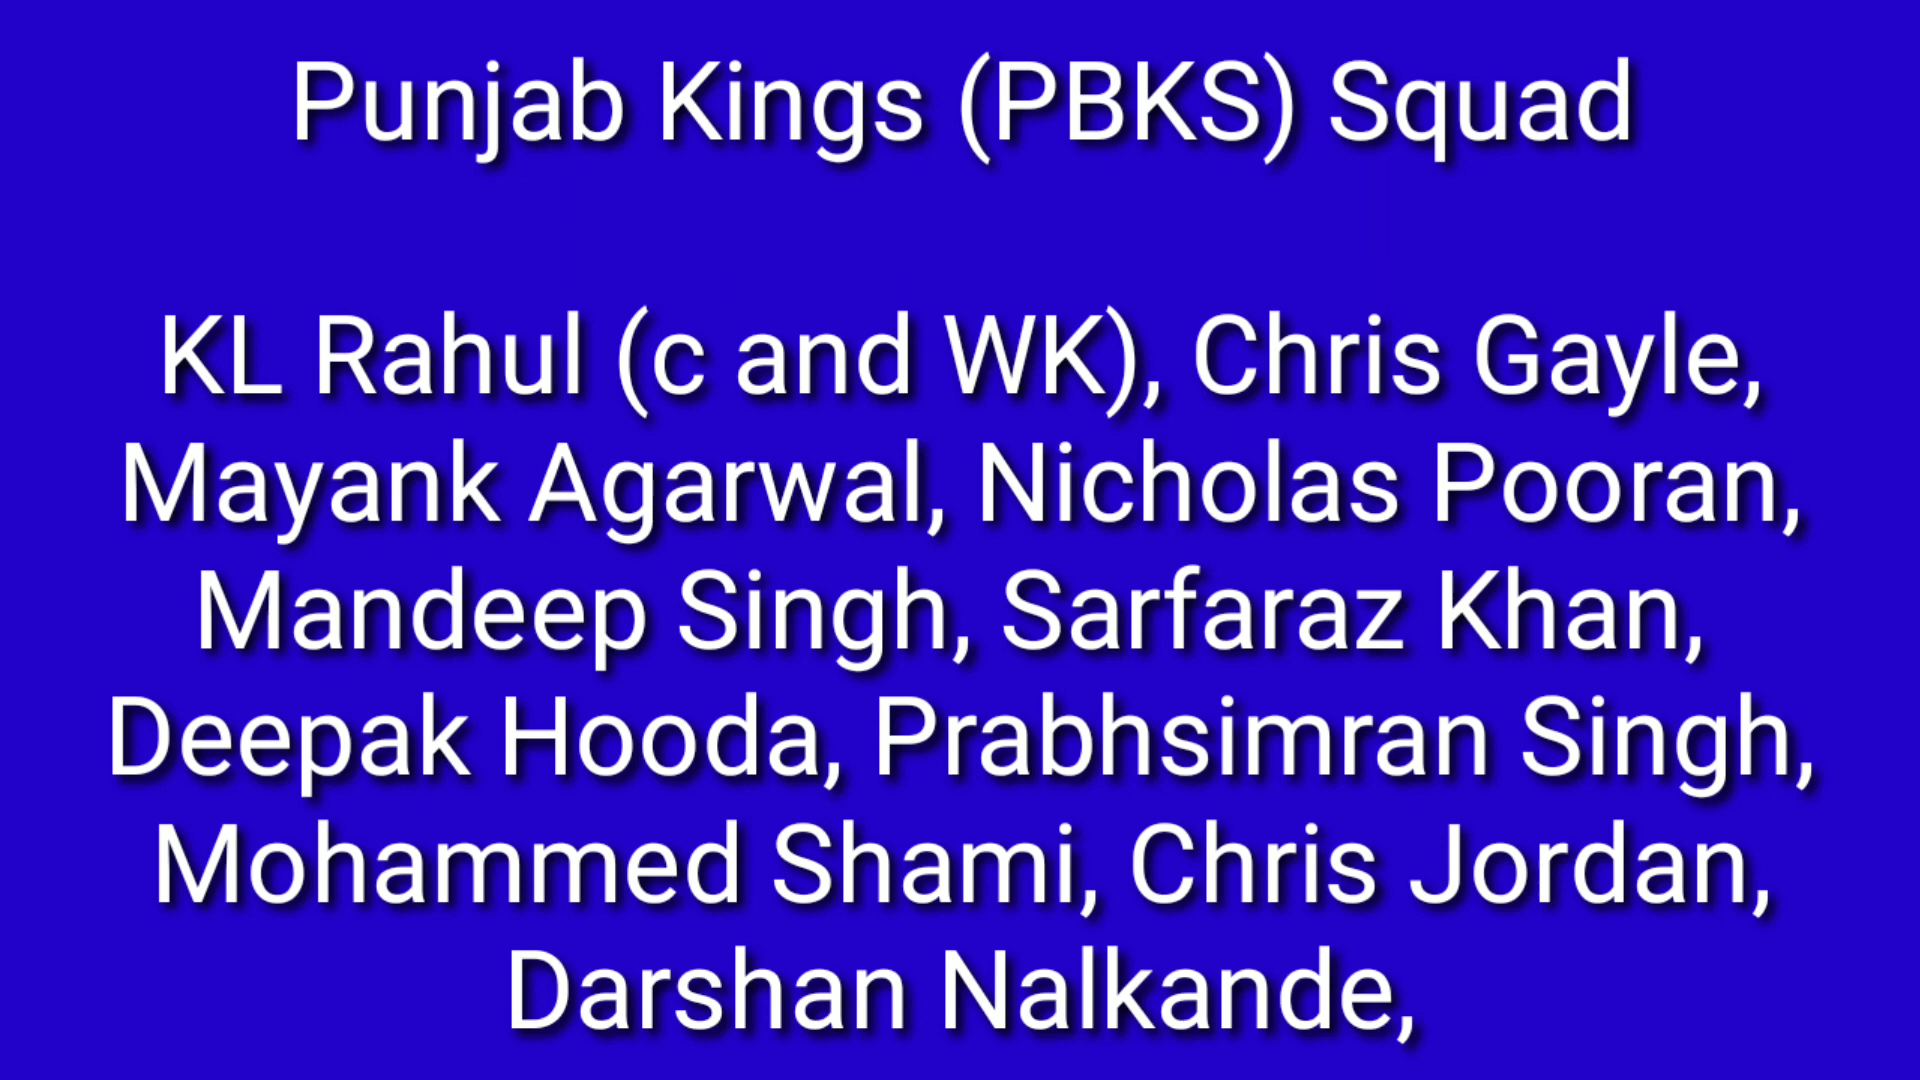 Punjab Kings (PBKS) Squad
KL Rahul (c and WK), Chris Gayle,
Mayank Agarwal, Nicholas Pooran,
Mandeep Singh, Sarfaraz Khan,
Deepak Hooda, Prabhsimran Singh,
Mohammed Shami, Chris Jordan,
Darshan Nalkande,